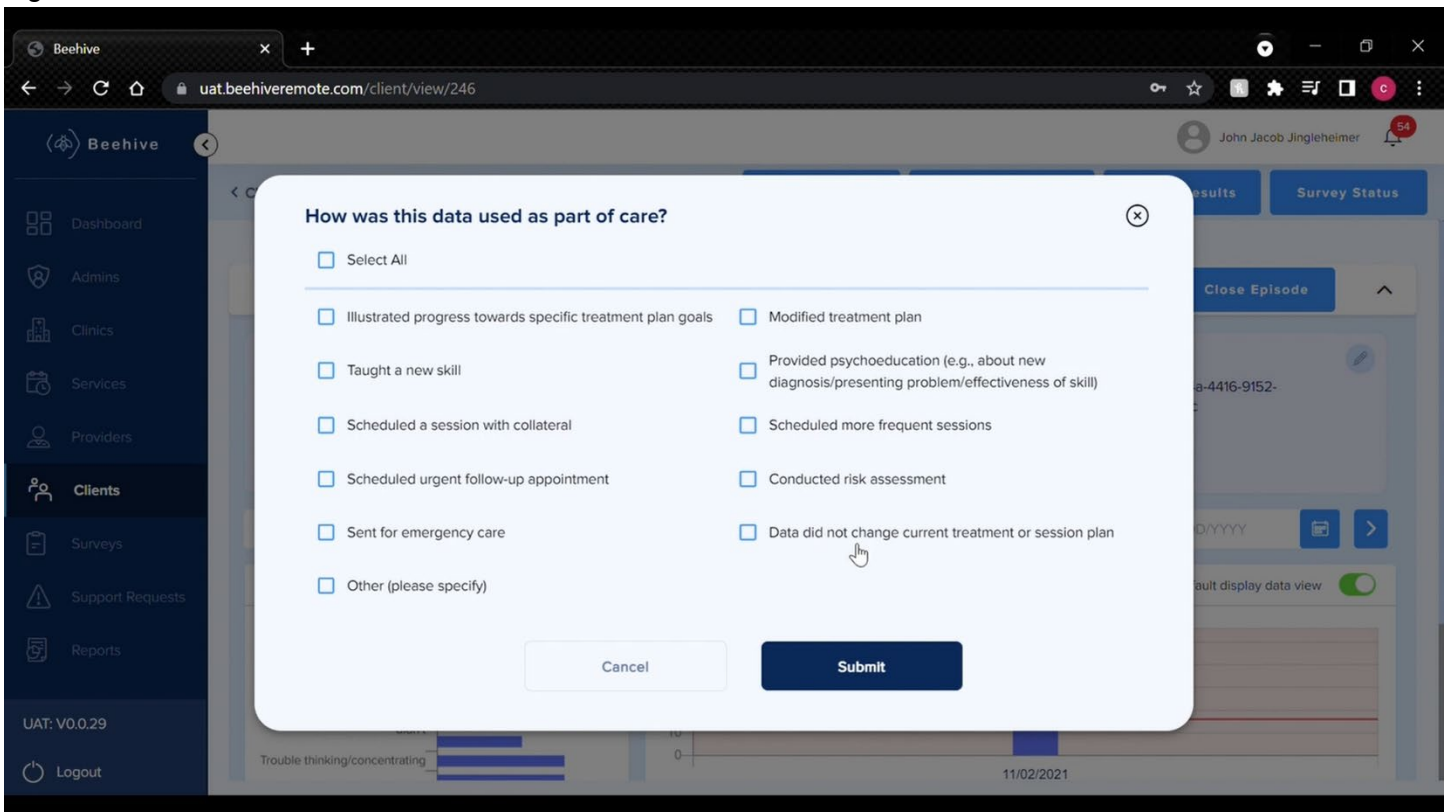 Beehive
uat.beehiveremote.com/client/view/246
Beehive
John Jacob Jingleheimer
54
esults
Survey Status
Dashboard
Admins
Clinics
Services
Providers
Clients
Surveys
Support Requests
Reports
UAT: V0.0.29
Logout
How was this data used as part of care?
Select All
Illustrated progress towards specific treatment plan goals
Modified treatment plan
Taught a new skill
Provided psychoeducation (e.g., about new
diagnosis/presenting problem/effectiveness of skill)
Scheduled a session with collateral
Scheduled more frequent sessions
Scheduled urgent follow-up appointment
Conducted risk assessment
Sent for emergency care
Data did not change current treatment or session plan
Other (please specify)
Cancel
Submit
Close Episode
a-4416-9152-
D/YYYY
ault display data view
10
0
Trouble thinking/concentrating
11/02/2021